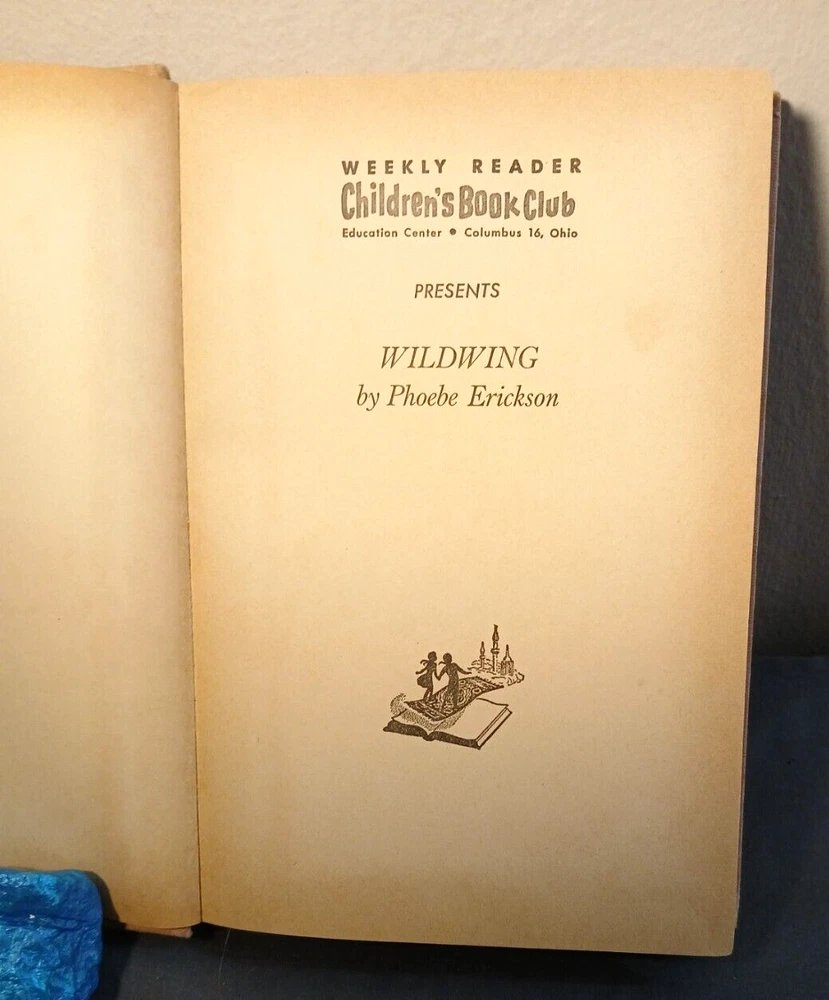 WEEKLY READER
Children's Book Club
Education Center • Columbus 16, Ohio
PRESENTS
WILDWING
by Phoebe Erickson